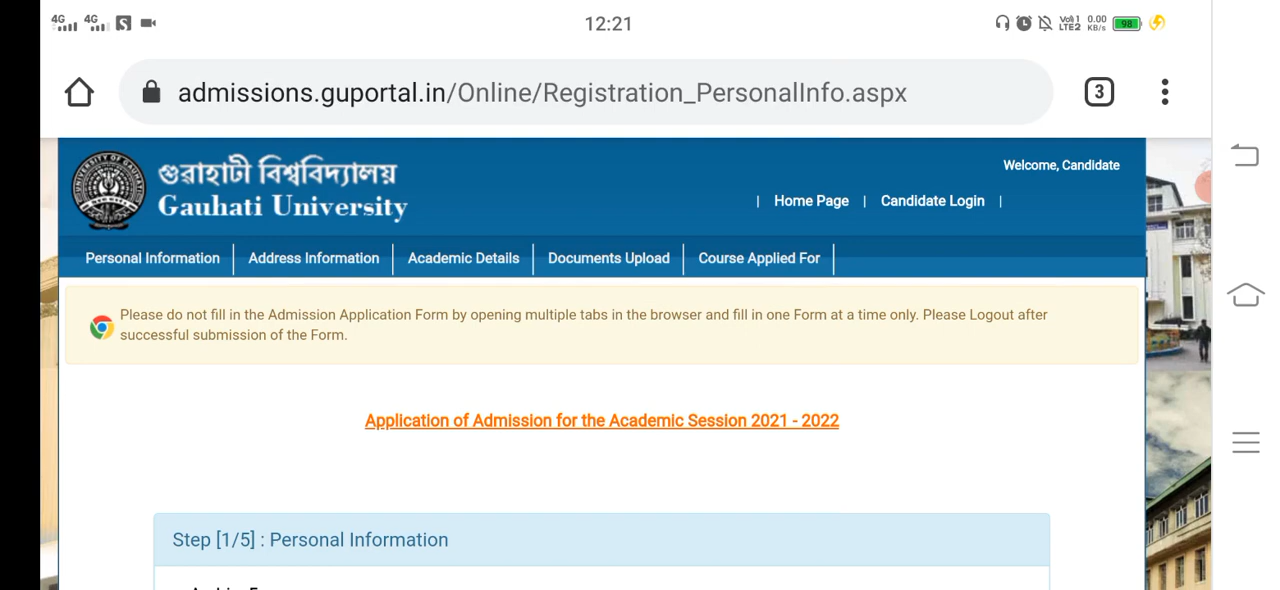 4G 4G S 12:21 Vo)) 1 LTE2 0.00 KB/s 98
admissions.guportal.in/Online/Registration_PersonalInfo.aspx 3
গুৱাহাটী বিশ্ববিদ্যালয়
Gauhati University
Welcome, Candidate
| Home Page | Candidate Login |
Personal Information | Address Information | Academic Details | Documents Upload | Course Applied For |
Please do not fill in the Admission Application Form by opening multiple tabs in the browser and fill in one Form at a time only. Please Logout after
successful submission of the Form.
Application of Admission for the Academic Session 2021 - 2022
Step [1/5] : Personal Information